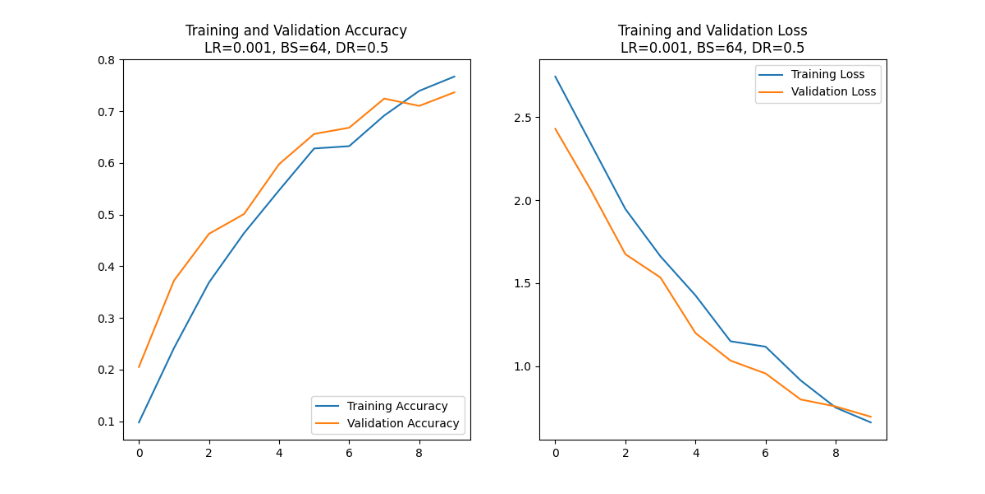 Training and Validation Accuracy
LR=0.001, BS=64, DR=0.5
0.8
0.7
0.6
0.5
0.4
0.3
0.2
0.1
0 2 4 6 8
Training Accuracy
Validation Accuracy
Training and Validation Loss
LR=0.001, BS=64, DR=0.5
2.5
2.0
1.5
1.0
0 2 4 6 8
Training Loss
Validation Loss